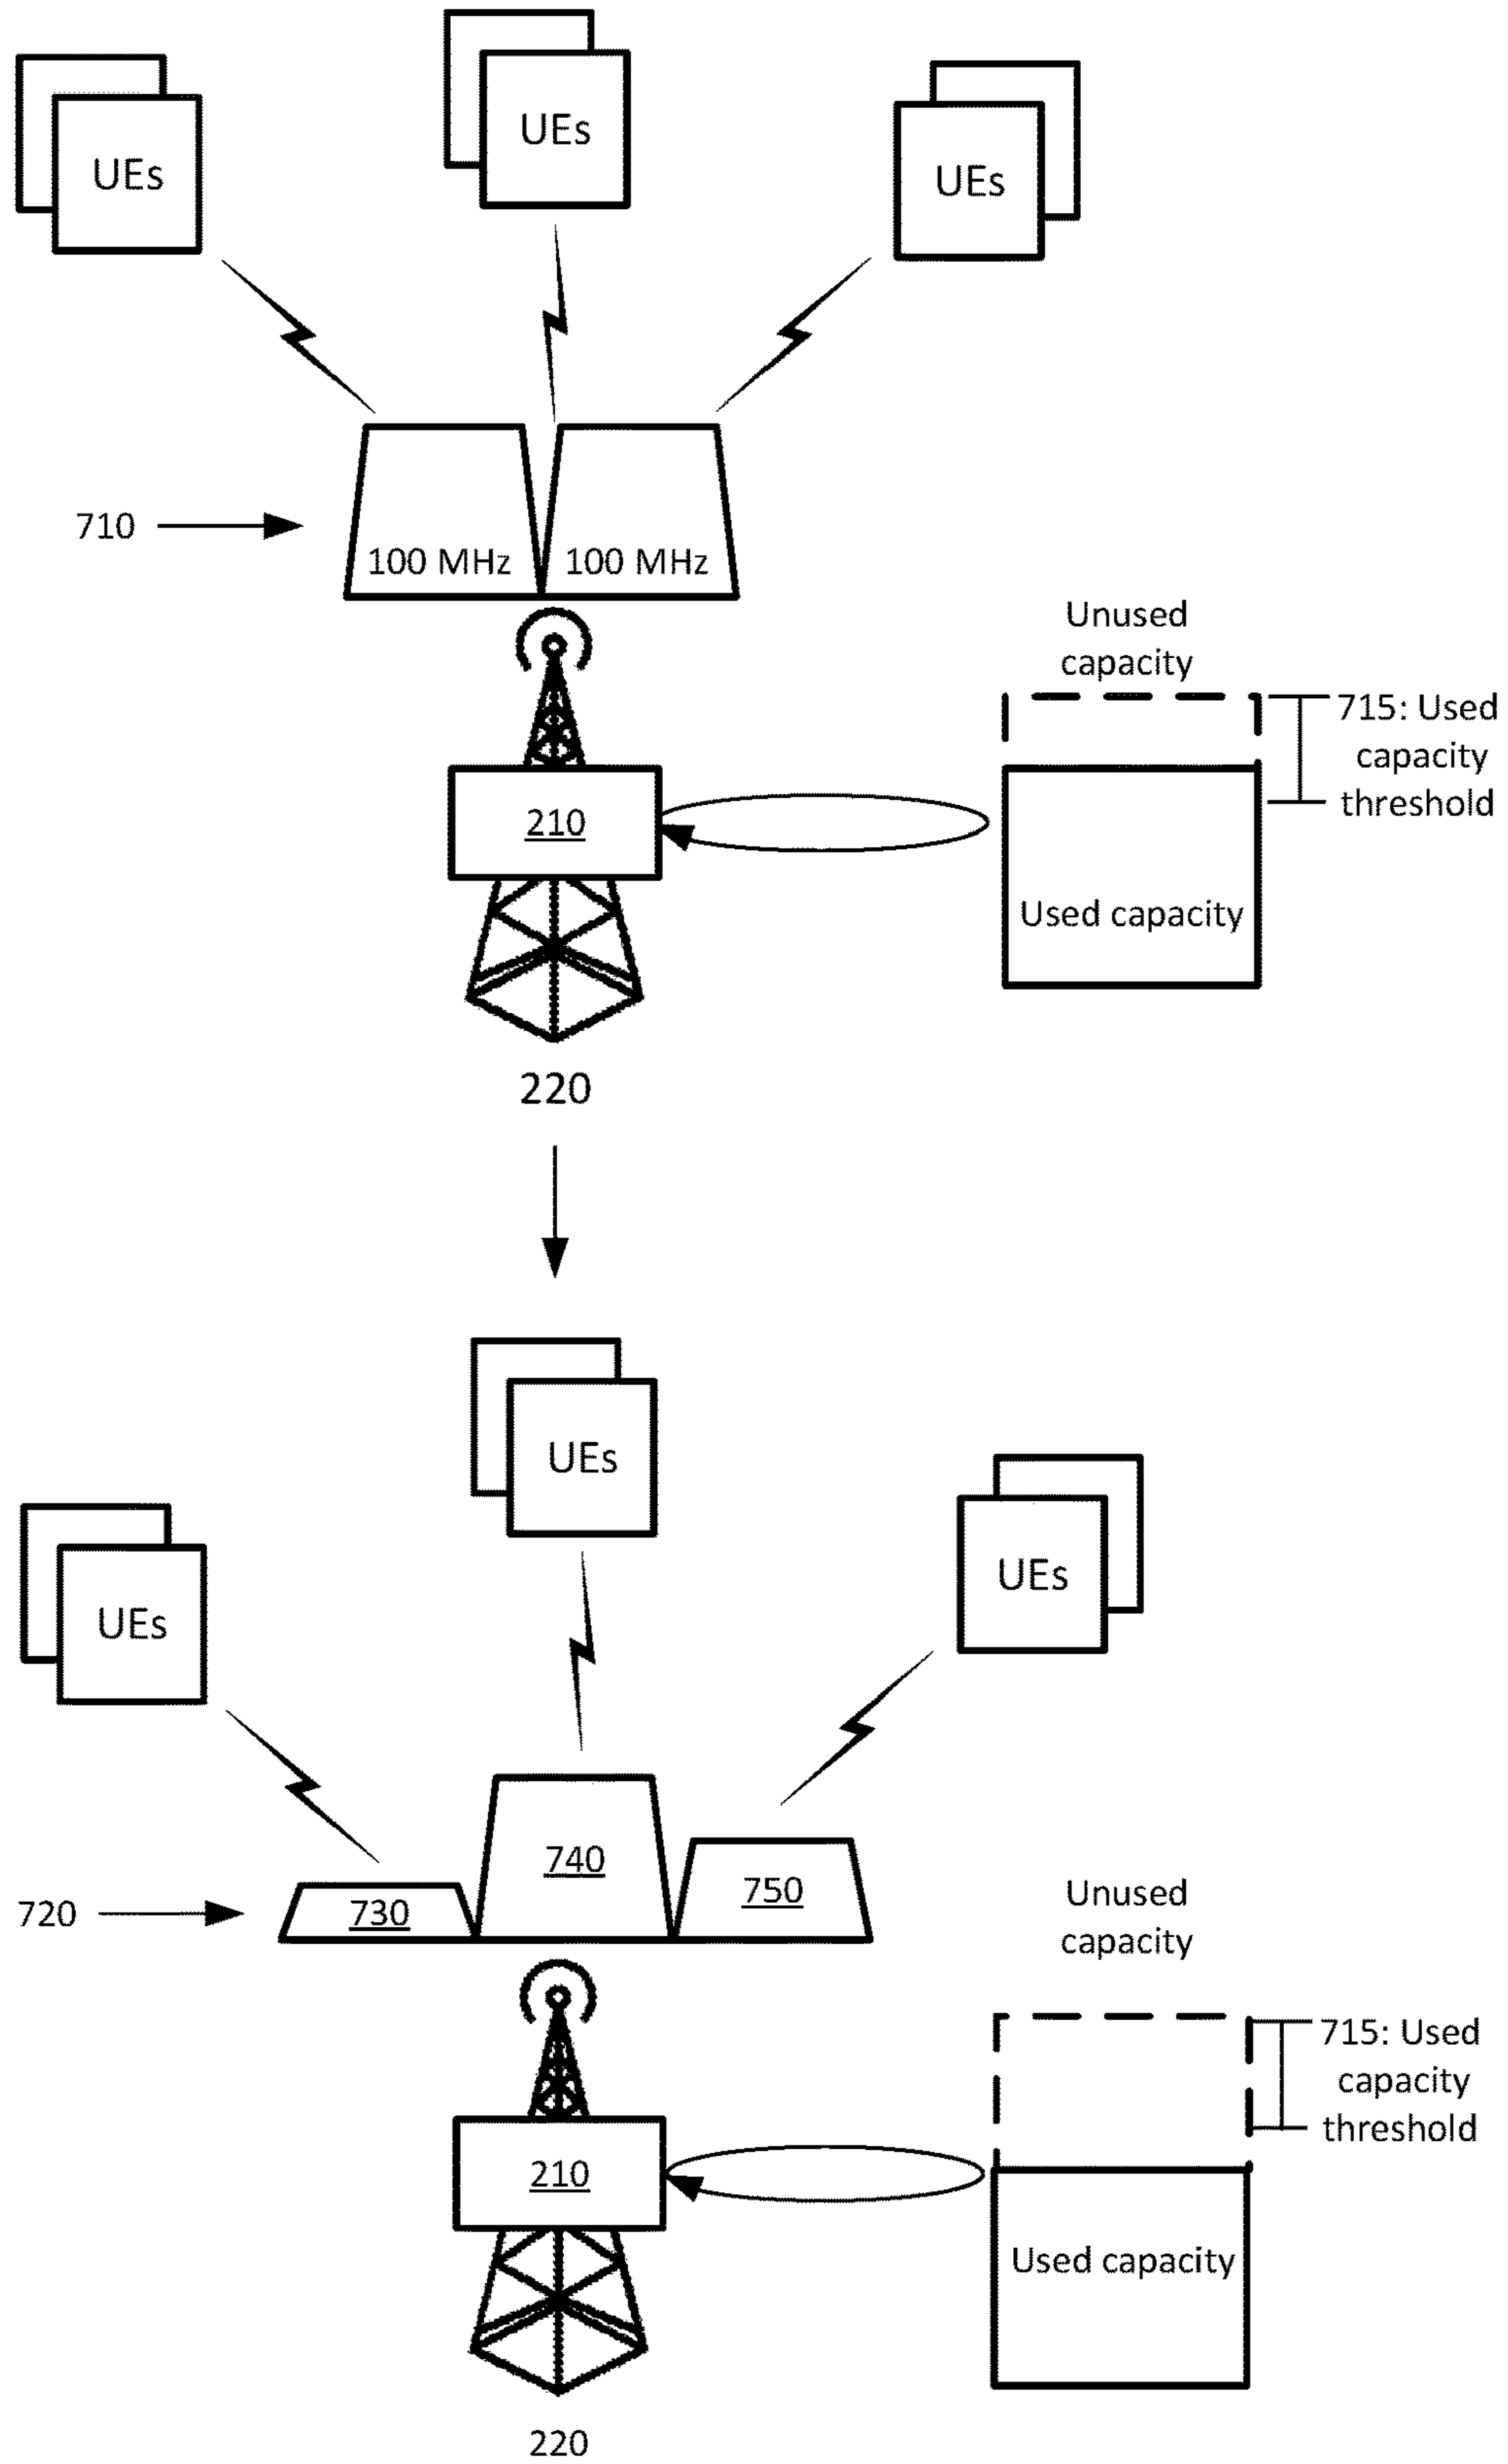 UEs
UEs
UEs
710
100 MHz
100 MHz
Unused
capacity
715: Used
capacity
threshold
210
Used capacity
220
UEs
UEs
UEs
740
750
730
720
Unused
capacity
715: Used
capacity
threshold
210
Used capacity
220